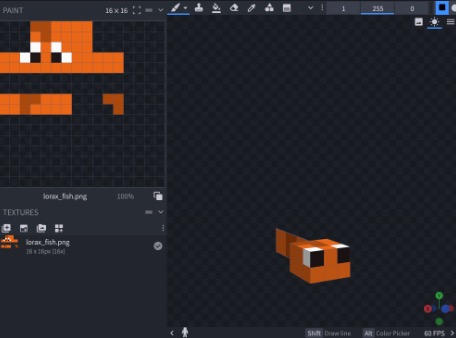 PAINT
16 x 16
1
255
0
lorax_fish.png
100%
TEXTURES
lorax_fish.png
16 x 16px (16x)
Shift Draw line
Alt Color Picker
60 FPS